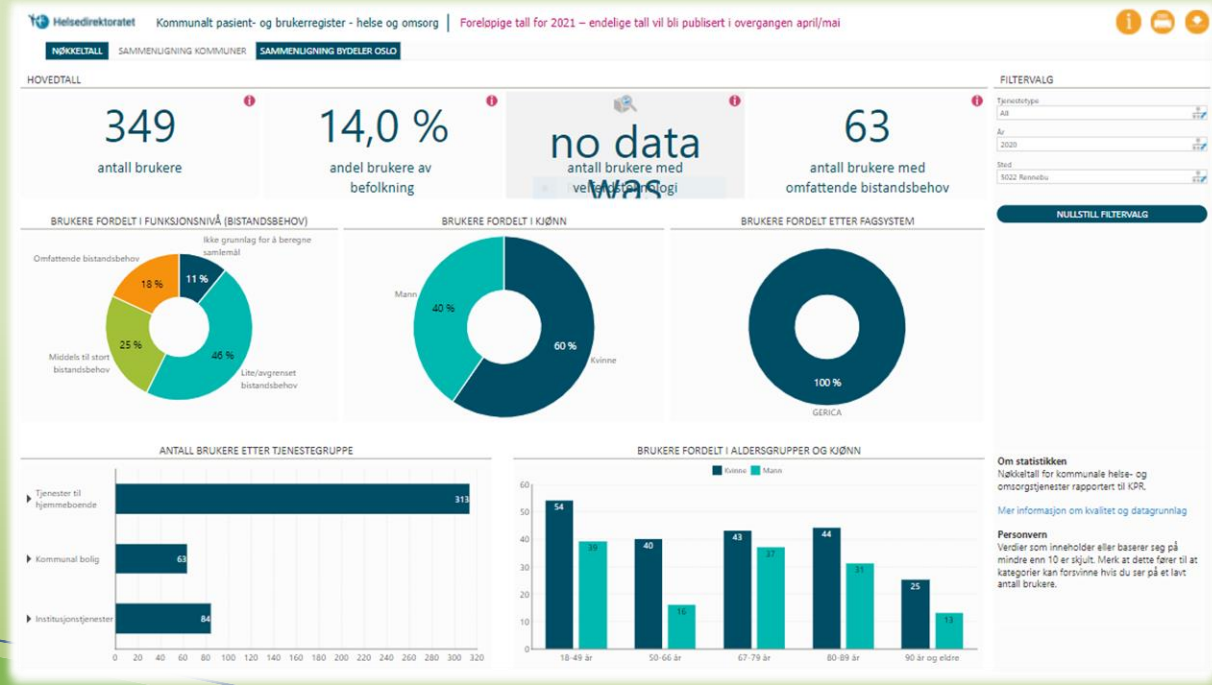 Helsedirektoratet
Kommunalt pasient- og brukerregister - helse og omsorg | Foreløpige tall for 2021 – endelige tall vil bli publisert i overgangen april/mai
NØKKELTALL
SAMMENLIGNING KOMMUNER
SAMMENLIGNING BYDELER OSLO
HOVEDTALL
349
antall brukere
14,0 %
andel brukere av
befolkning
no data
was
antall brukere med
velferdsteknologi
63
antall brukere med
omfattende bistandsbehov
FILTERVALG
Tjenestetype
All
År
2020
Sted
5022 Rennebu
NULLSTILL FILTERVALG
BRUKERE FORDELT I FUNKSJONSNIVÅ (BISTANDSBEHOV)
Ikke grunnlag for å beregne
samlemål
Omfattende bistandsbehov
18 %
11 %
25 %
46 %
Middels til stort
bistandsbehov
Lite/avgrenset
bistandsbehov
BRUKERE FORDELT I KJØNN
Mann
40 %
60 %
Kvinne
BRUKERE FORDELT ETTER FAGSYSTEM
100 %
GERICA
ANTALL BRUKERE ETTER TJENESTEGRUPPE
Tjenester til
hjemmeboende
313
Kommunal bolig
63
Institusjonstjenester
84
0 20 40 60 80 100 120 140 160 180 200 220 240 260 280 300 320
BRUKERE FORDELT I ALDERSGRUPPER OG KJØNN
Kvinne Mann
60
50
40
30
20
10
0
54 39 40 16 43 37 44 31 25 13
18-49 år 50-66 år 67-79 år 80-89 år 90 år og eldre
Om statistikken
Nøkkeltall for kommunale helse- og
omsorgstjenester rapportert til KPR.
Mer informasjon om kvalitet og datagrunnlag
Personvern
Verdier som inneholder eller baserer seg på
mindre enn 10 er skjult. Merk at dette fører til at
kategorier kan forsvinne hvis du ser på et lavt
antall brukere.